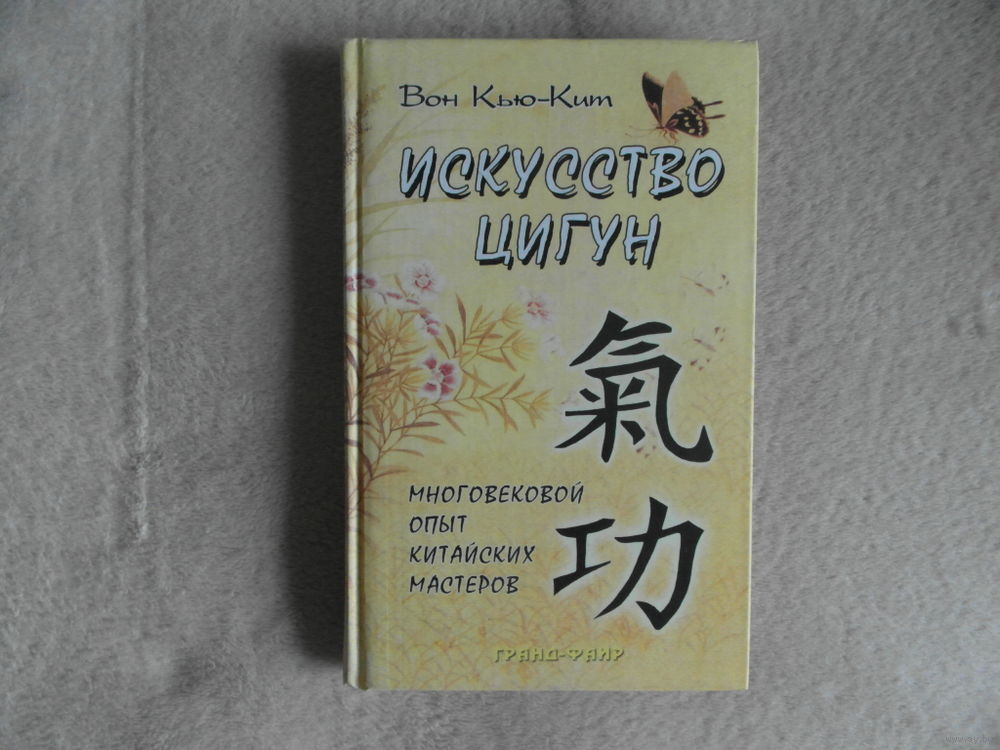 Вон Кью-Кит
ИСКУССТВО
ЦИГУН
氣
功
МНОГОВЕКОВОЙ
ОПЫТ
КИТАЙСКИХ
МАСТЕРОВ
ГРАНД-ФАИР